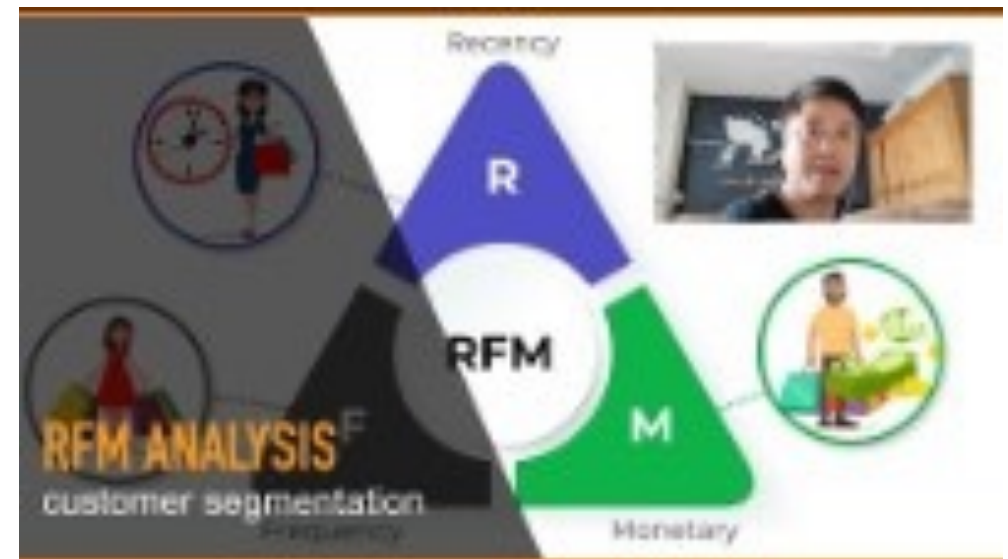 Recency
R
RFM
M
F
RFM ANALYSIS
customer segmentation
Frequency
Monetary